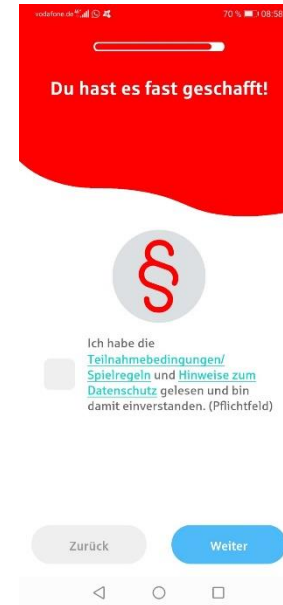 vodafone.de 70 % 08:58
Du hast es fast geschafft!
§
Ich habe die
Teilnahmebedingungen/
Spielregeln und Hinweise zum
Datenschutz gelesen und bin
damit einverstanden. (Pflichtfeld)
Zurück Weiter